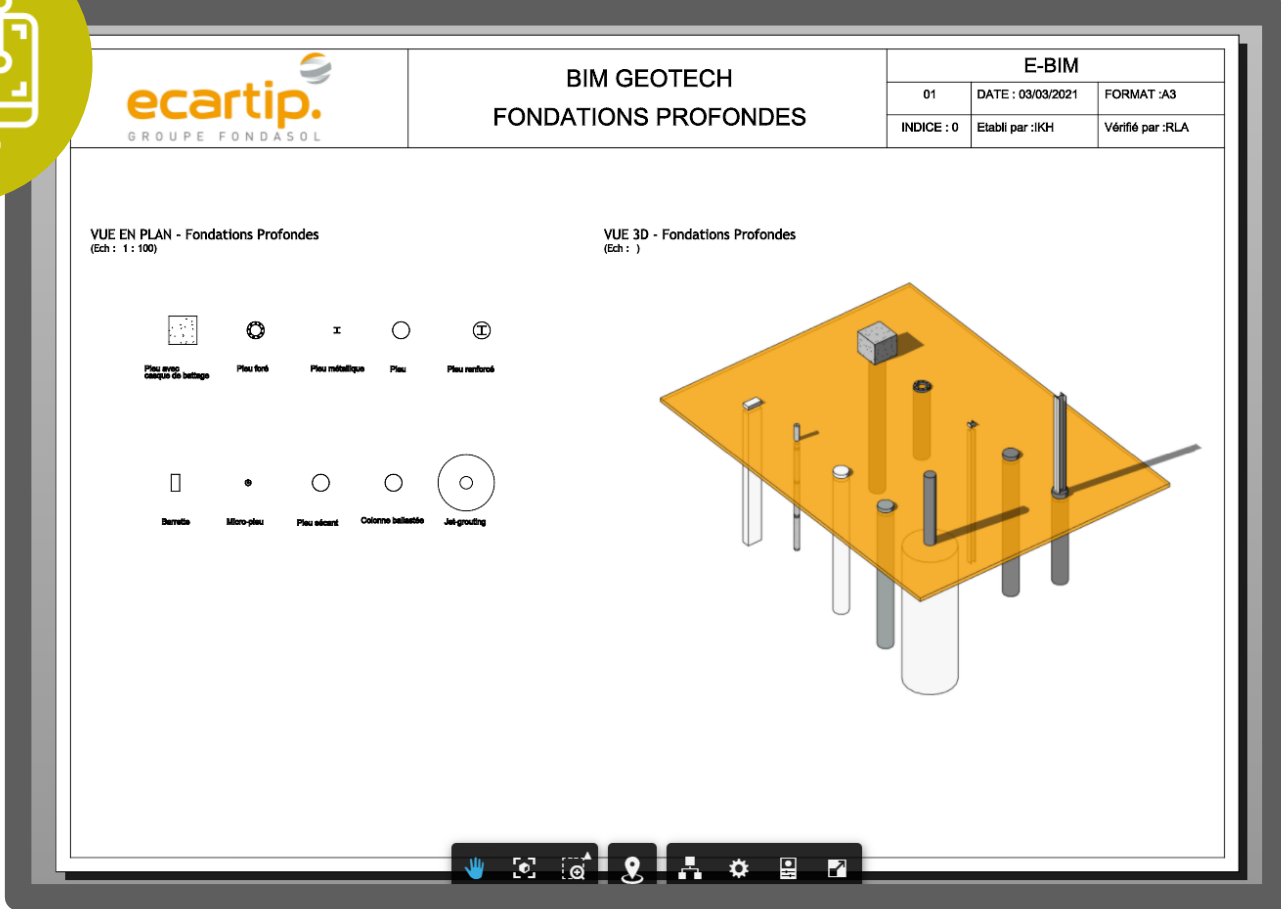 ecartip.
GROUPE FONDASOL
BIM GEOTECH
FONDATIONS PROFONDES
E-BIM
01
DATE : 03/03/2021
FORMAT :A3
INDICE : 0
Etabli par :IKH
Vérifié par :RLA
VUE EN PLAN - Fondations Profondes
(Ech : 1 : 100)
VUE 3D - Fondations Profondes
(Ech : )
Pieu avec
casque de battage
Pieu foré
Pieu métallique
Pieu
Pieu renforcé
Barrette
Micro-pieu
Pieu sécant
Colonne ballastée
Jet-grouting